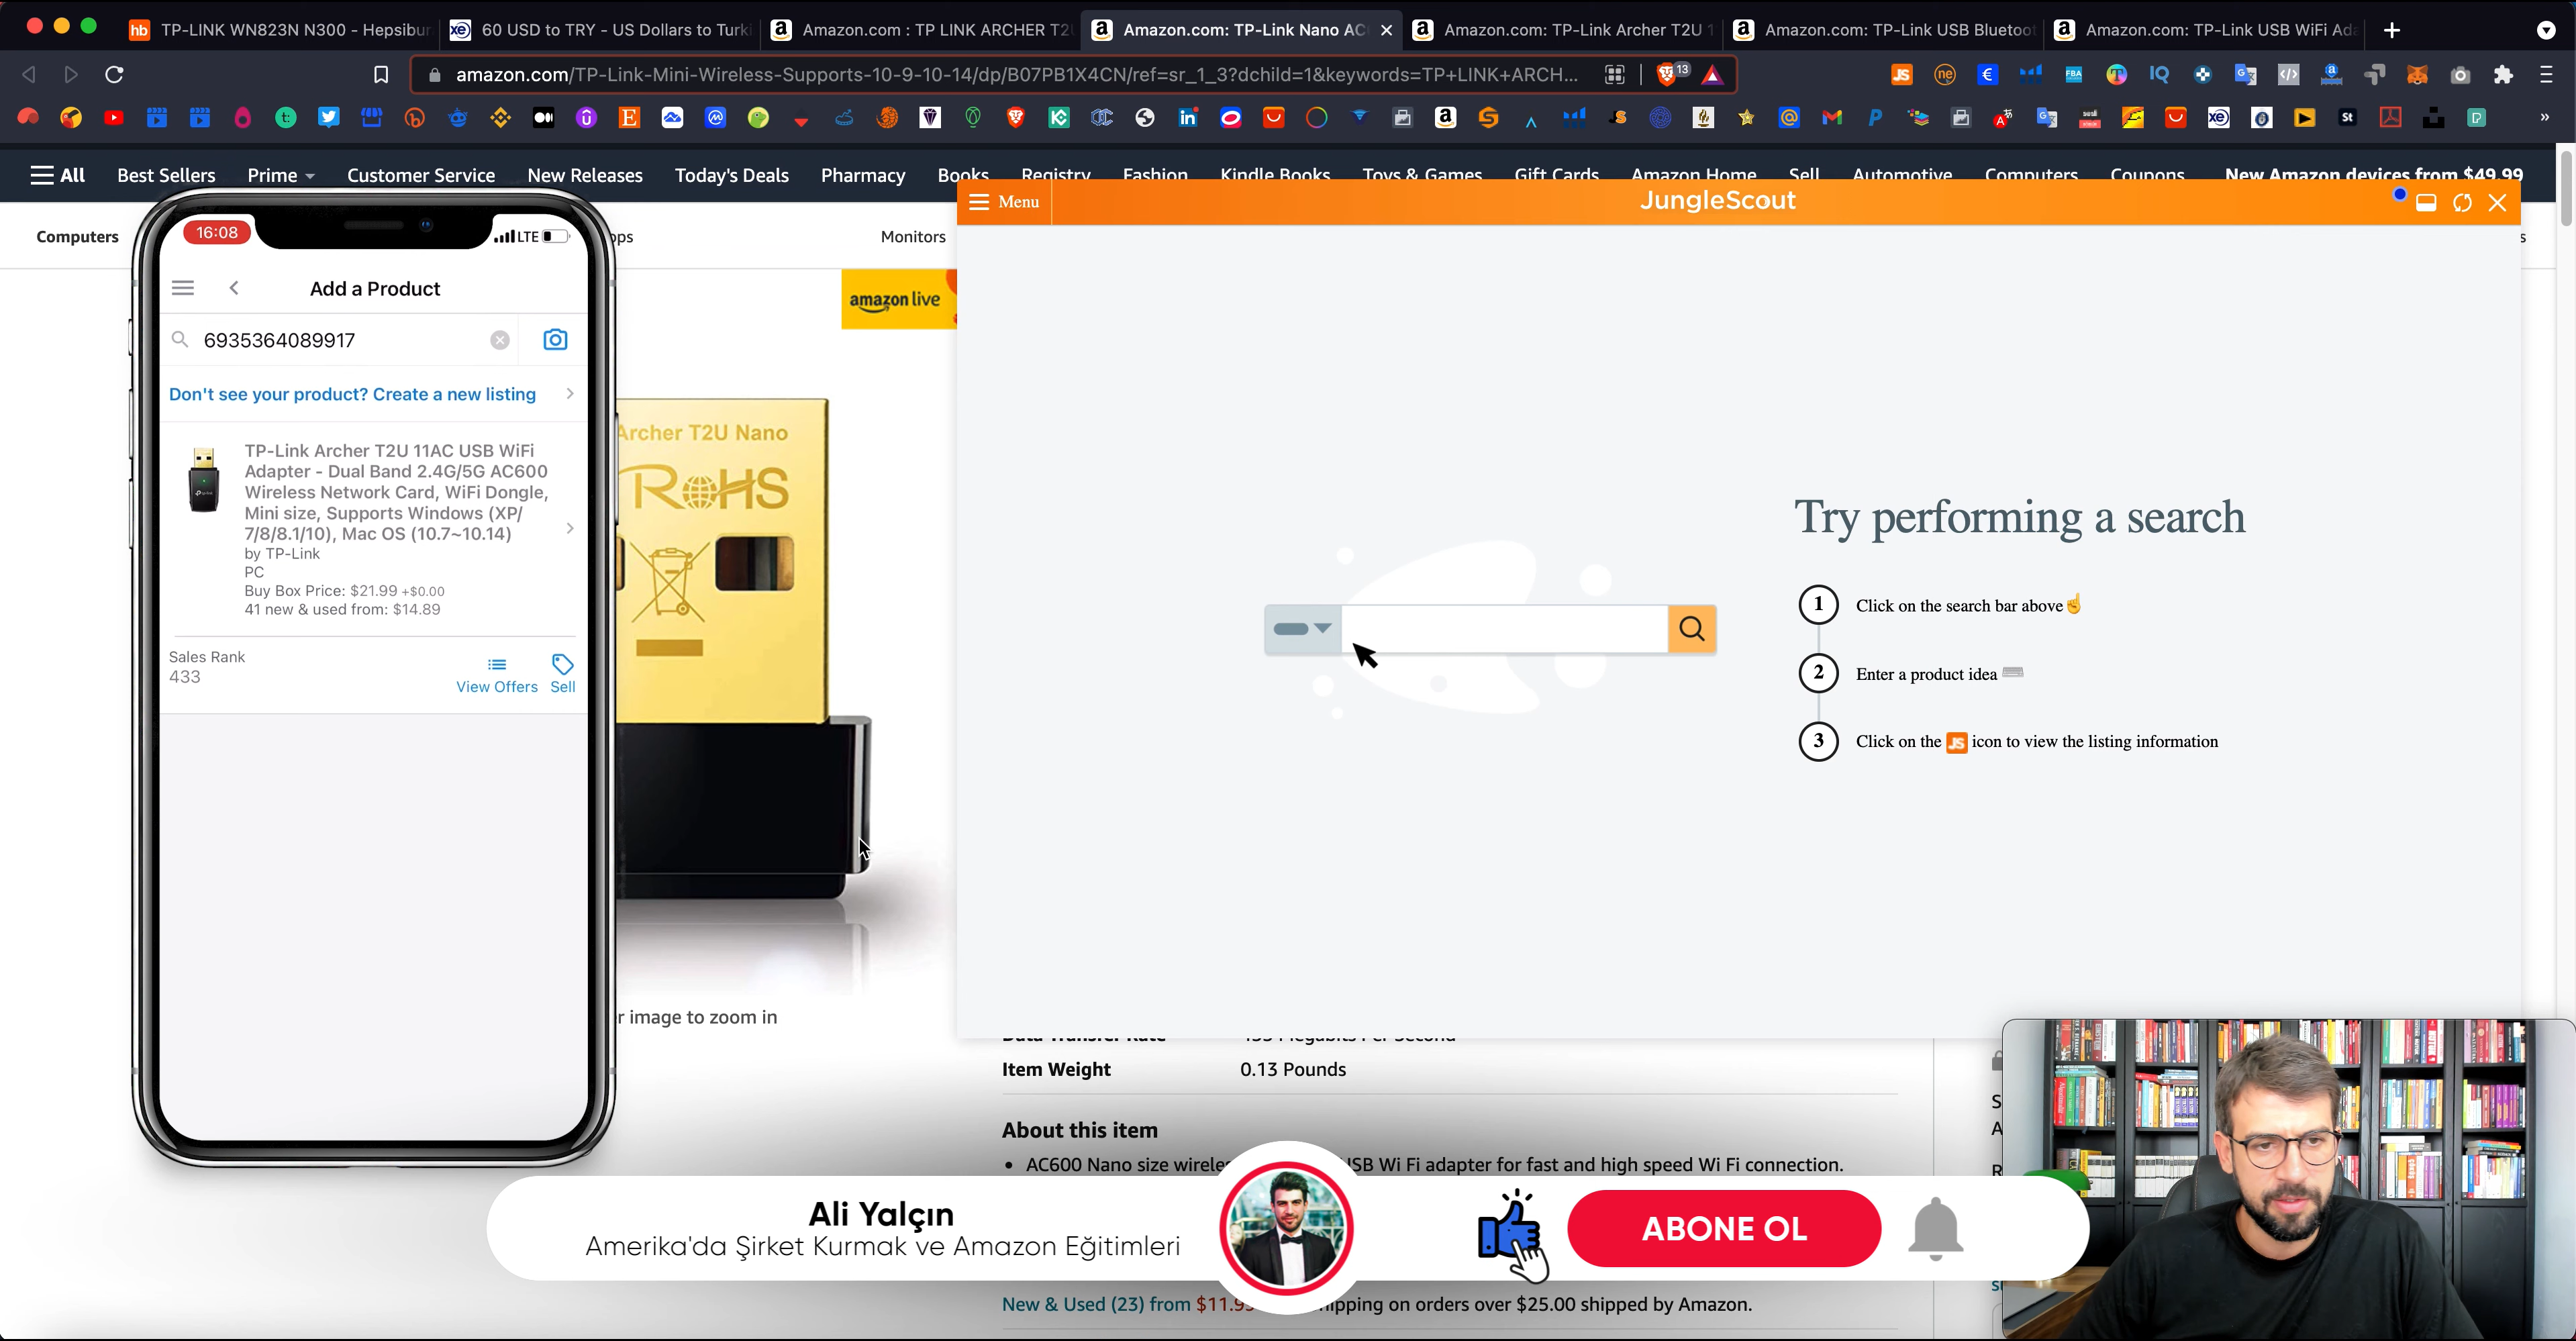 TP-LINK WN823N N300 - Hepsibur
60 USD to TRY - US Dollars to Turki
Amazon.com : TP LINK ARCHER T2U
Amazon.com: TP-Link Nano AC
Amazon.com: TP-Link Archer T2U 1
Amazon.com: TP-Link USB Bluetoot
Amazon.com: TP-Link USB WiFi Ada
amazon.com/TP-Link-Mini-Wireless-Supports-10-9-10-14/dp/B07PB1X4CN/ref=sr_1_3?dchild=1&keywords=TP+LINK+ARCH...
13
All Best Sellers Prime Customer Service New Releases Today's Deals Pharmacy Books Registry Fashion Kindle Books Toys & Games Gift Cards Amazon Home Sell Automotive Computers Coupons New Amazon devices from $49.99
Menu
JungleScout
Computers
ops
Monitors
s
16:08
LTE
Add a Product
6935364089917
Don't see your product? Create a new listing
TP-Link Archer T2U 11AC USB WiFi
Adapter - Dual Band 2.4G/5G AC600
Wireless Network Card, WiFi Dongle,
Mini size, Supports Windows (XP/
7/8/8.1/10), Mac OS (10.7~10.14)
by TP-Link
PC
Buy Box Price: $21.99 +$0.00
41 new & used from: $14.89
Sales Rank
433
View Offers
Sell
amazon live
Archer T2U Nano
RoHS
r image to zoom in
Try performing a search
1 Click on the search bar above
2 Enter a product idea
3 Click on the JS icon to view the listing information
Item Weight 0.13 Pounds
About this item
• AC600 Nano size wirele
USB Wi Fi adapter for fast and high speed Wi Fi connection.
Ali Yalçın
Amerika'da Şirket Kurmak ve Amazon Eğitimleri
ABONE OL
New & Used (23) from $11.9
pping on orders over $25.00 shipped by Amazon.